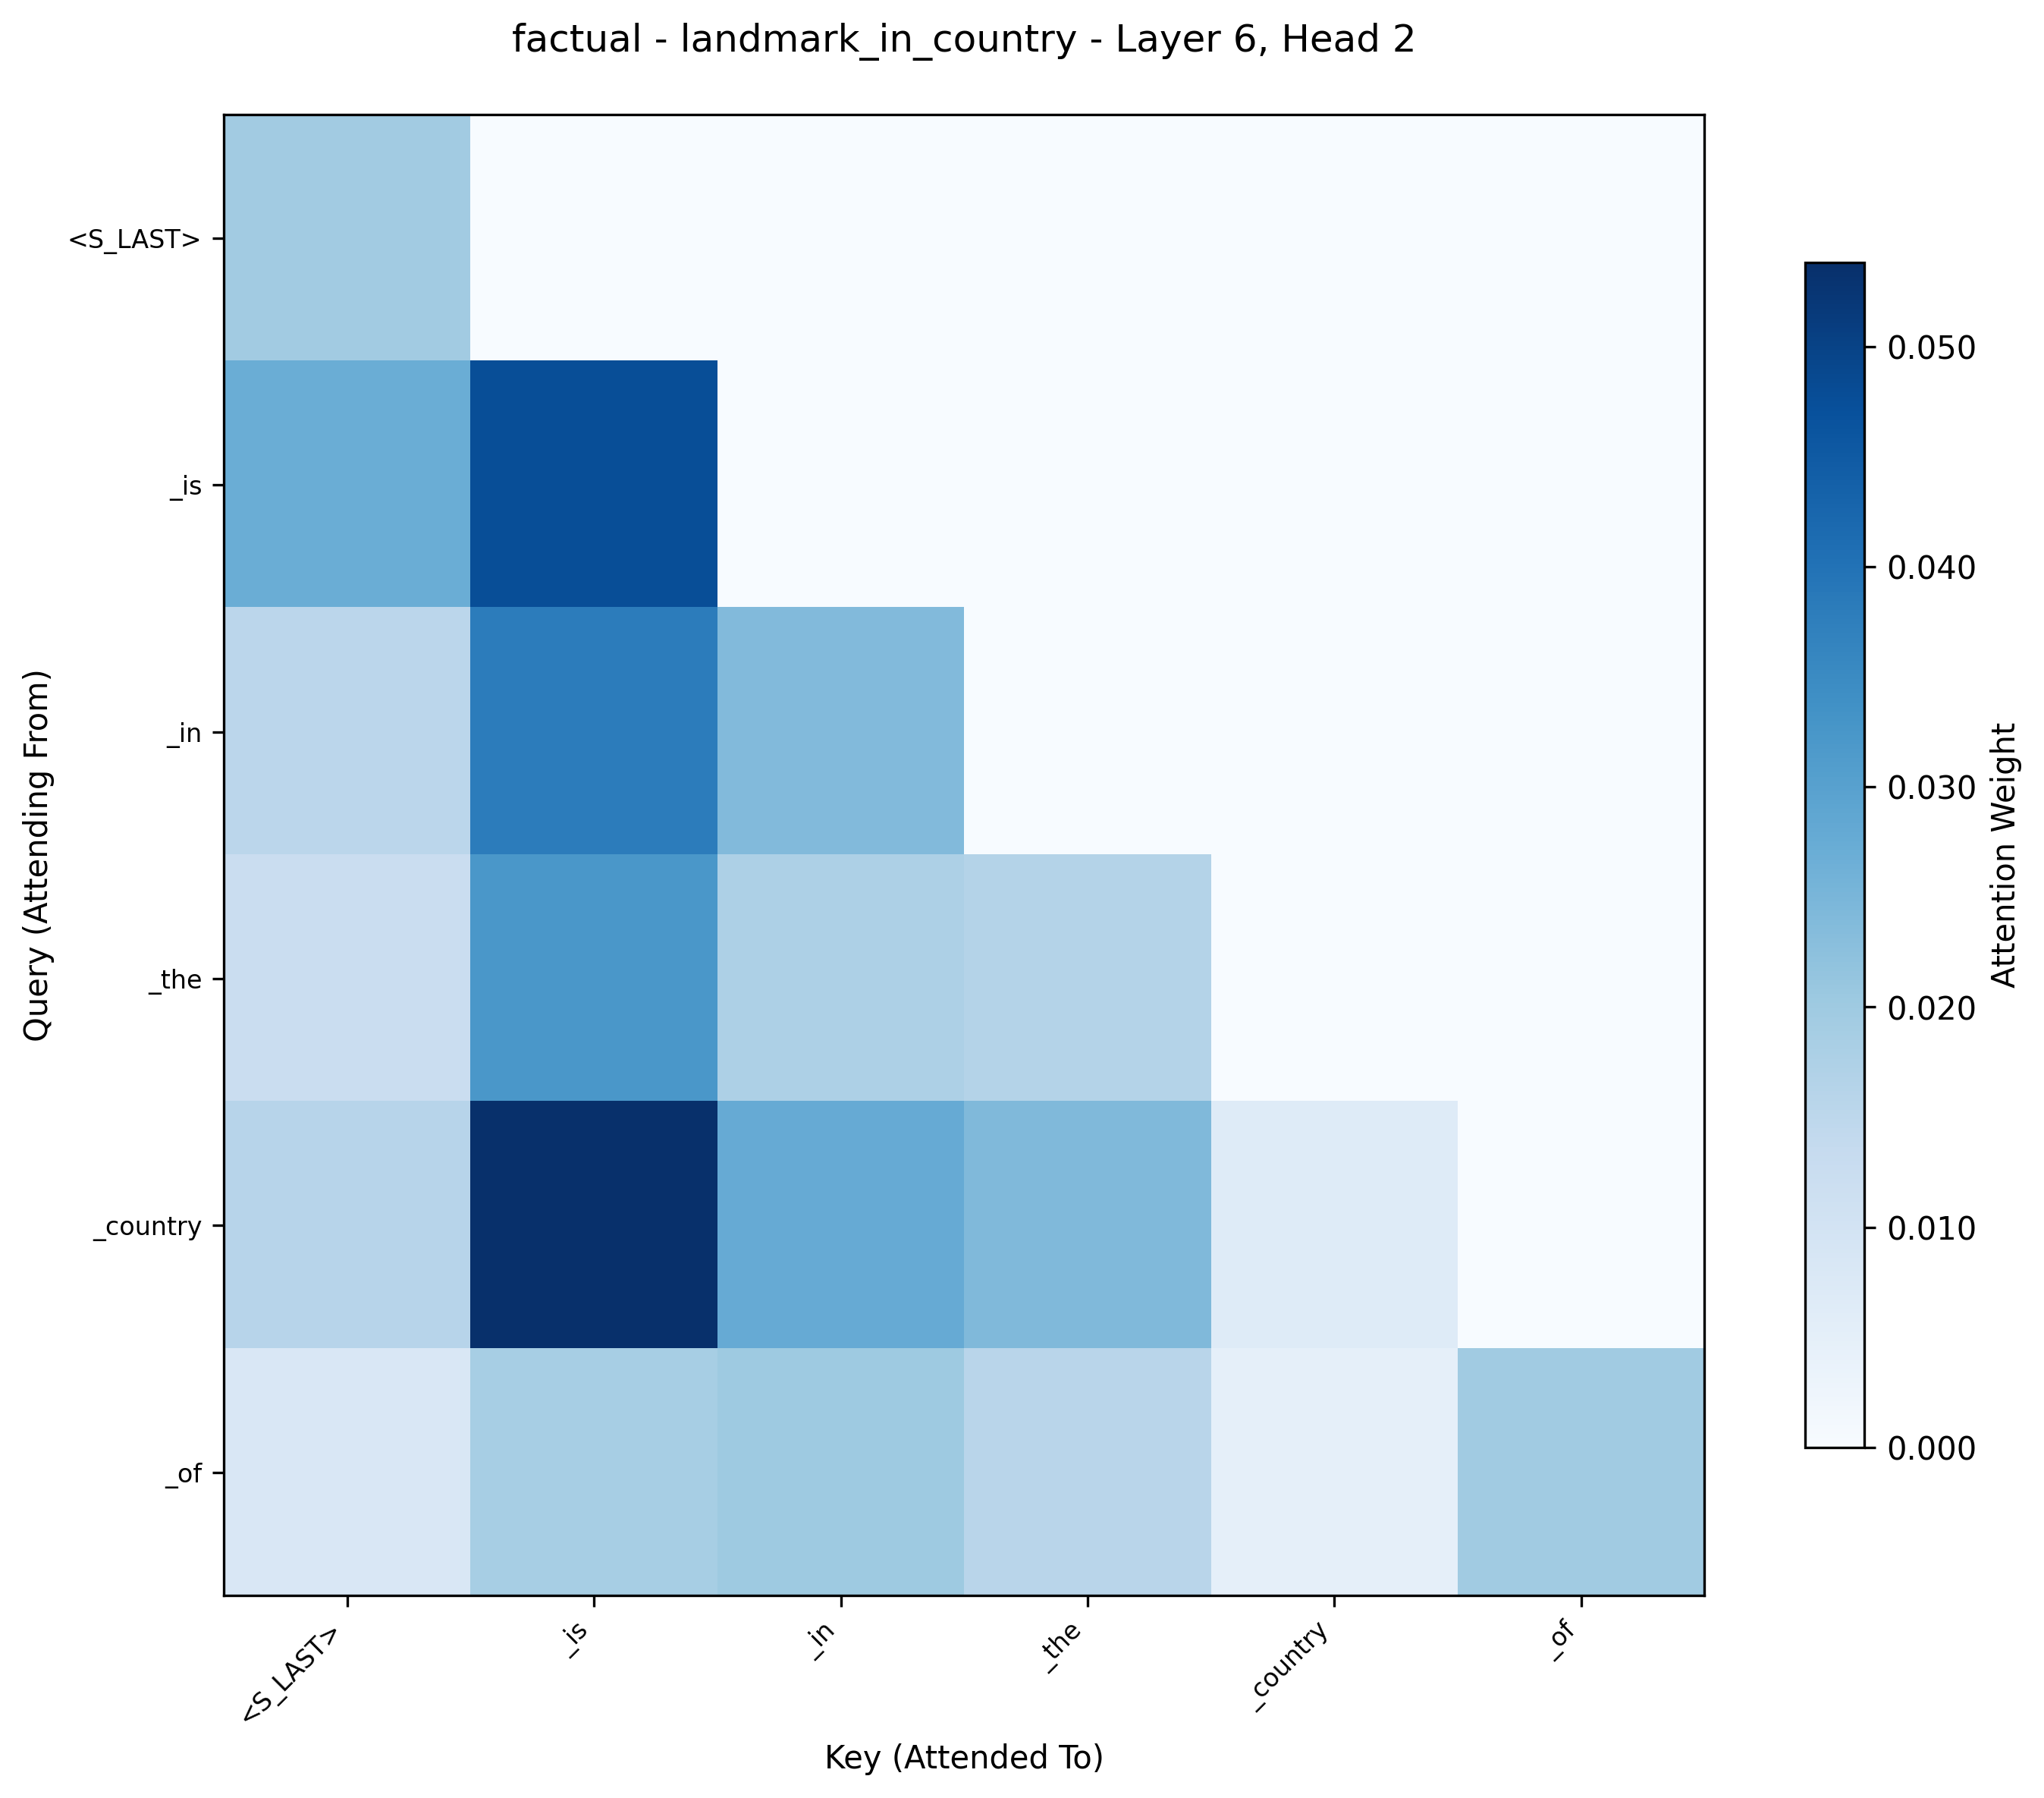 factual - landmark_in_country - Layer 6, Head 2
Query (Attending From)
<S_LAST>
_is
_in
_the
_country
_of
<S_LAST>
_is
_in
_the
_country
_of
Key (Attended To)
0.050
0.040
0.030
0.020
0.010
0.000
Attention Weight